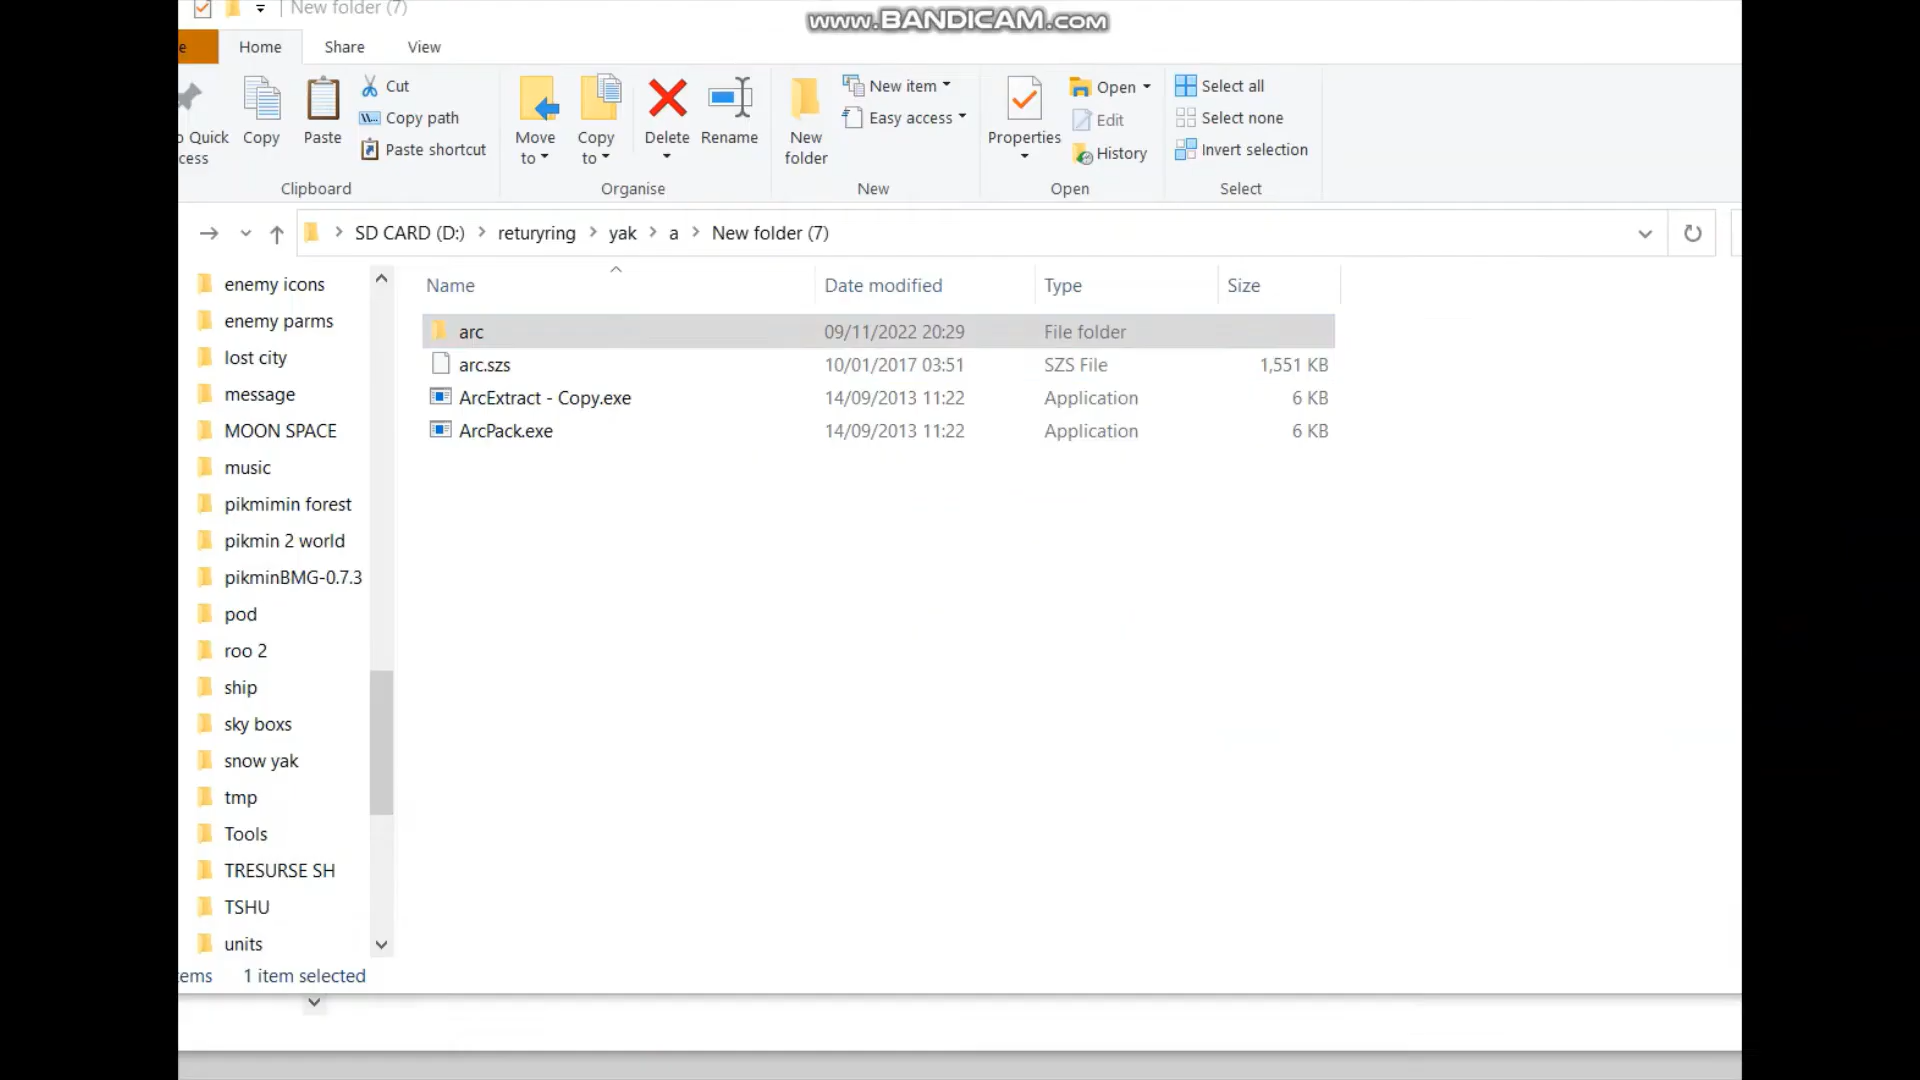 New folder (7)
www.BANDICAM.com
e Home Share View
Cut
Copy path
Paste shortcut
o Quick
cess
Copy
Paste
Clipboard
Move
to
Copy
to
Delete
Rename
Organise
New
folder
New item
Easy access
New
Properties
Open
Edit
History
Open
Select all
Select none
Invert selection
Select
SD CARD (D:) returyring yak a New folder (7)
Name Date modified Type Size
arc 09/11/2022 20:29 File folder
arc.szs 10/01/2017 03:51 SZS File 1,551 KB
ArcExtract - Copy.exe 14/09/2013 11:22 Application 6 KB
ArcPack.exe 14/09/2013 11:22 Application 6 KB
enemy icons
enemy parms
lost city
message
MOON SPACE
music
pikmimin forest
pikmin 2 world
pikminBMG-0.7.3
pod
roo 2
ship
sky boxs
snow yak
tmp
Tools
TRESURSE SH
TSHU
units
ems 1 item selected